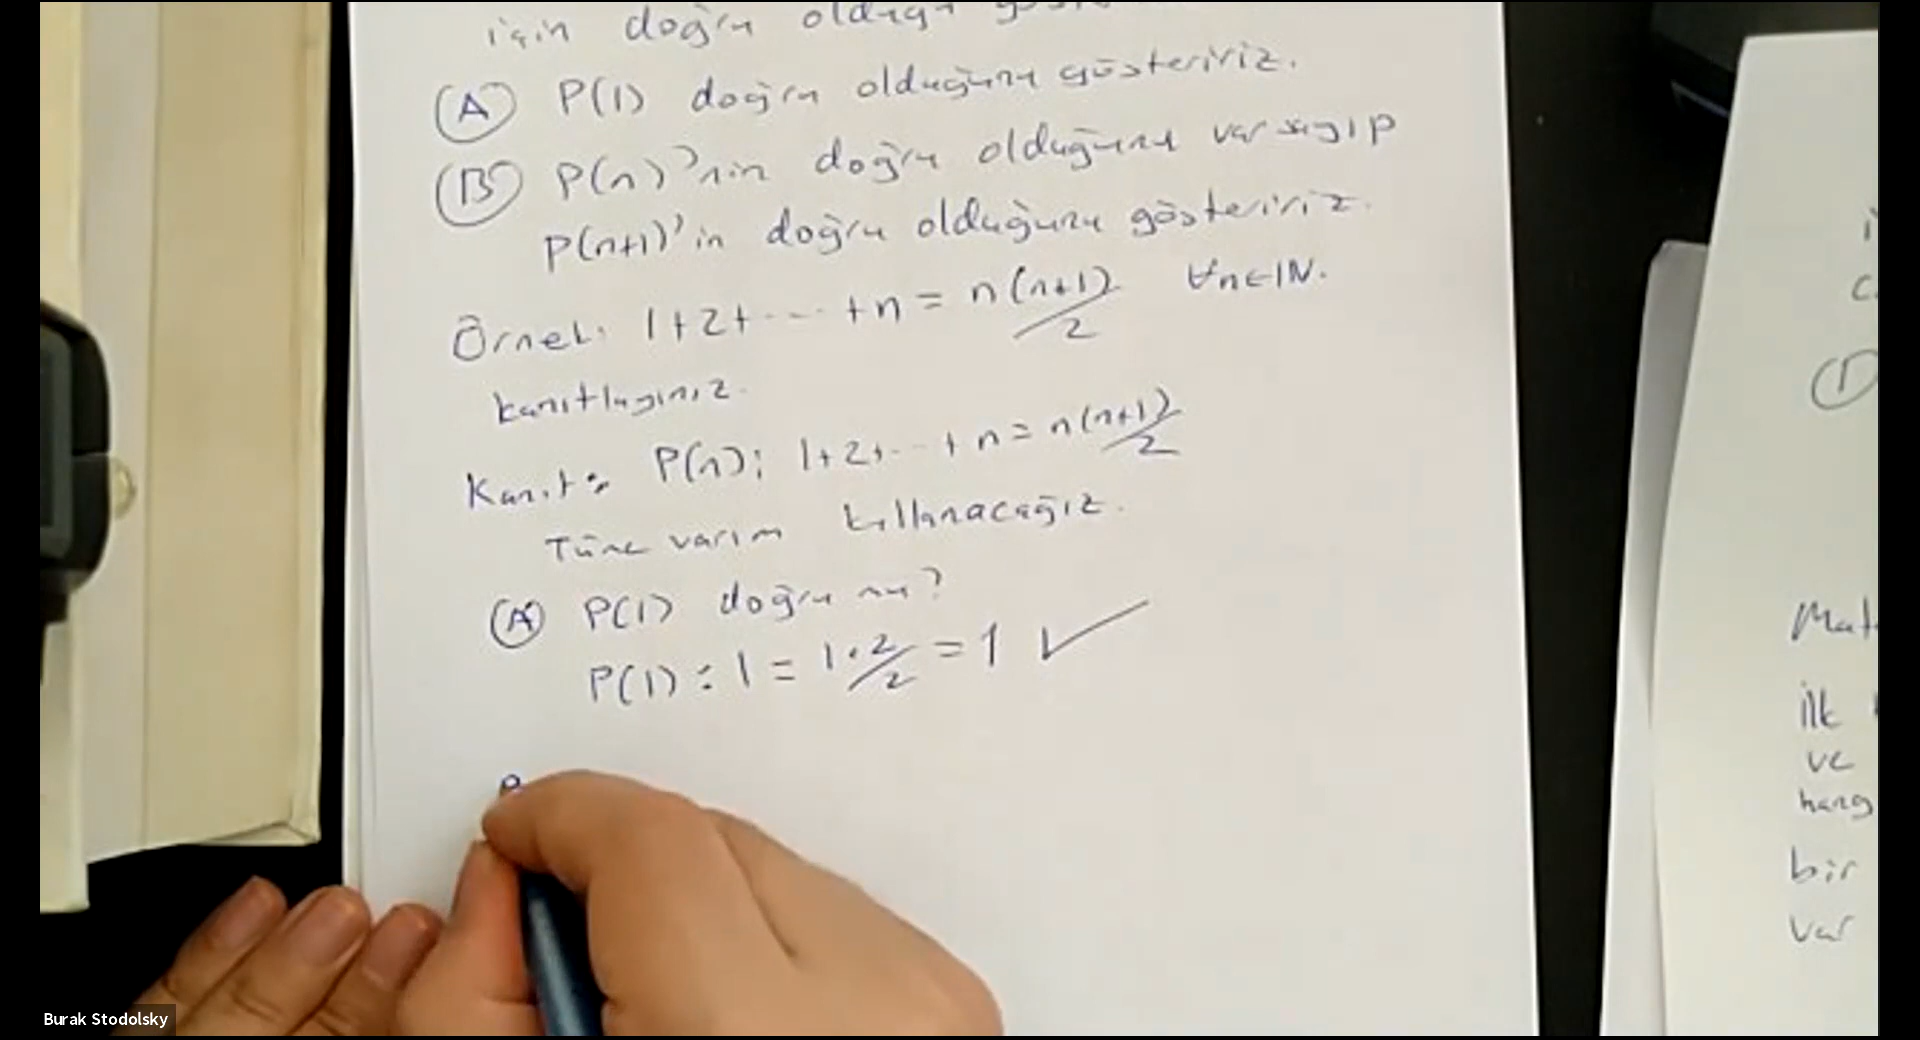 için doğru olduğu
(A) P(1) doğru olduğunu gösteririz.
(B) P(n)'nin doğru olduğunu varsayıp
P(n+1)'in doğru olduğunu gösteririz.
Örnek: 1+2+ ---- +n = n(n+1)/2 ∀n∈ℕ.
kanıtlayınız.
Kanıt: P(n): 1+2+ --- + n = n(n+1)/2
Tüme varım kullanacağız.
(A) P(1) doğru mu?
P(1): 1 = 1·2/2 = 1 ✓
①
ilk
ve
bir
var
Burak Stodolsky